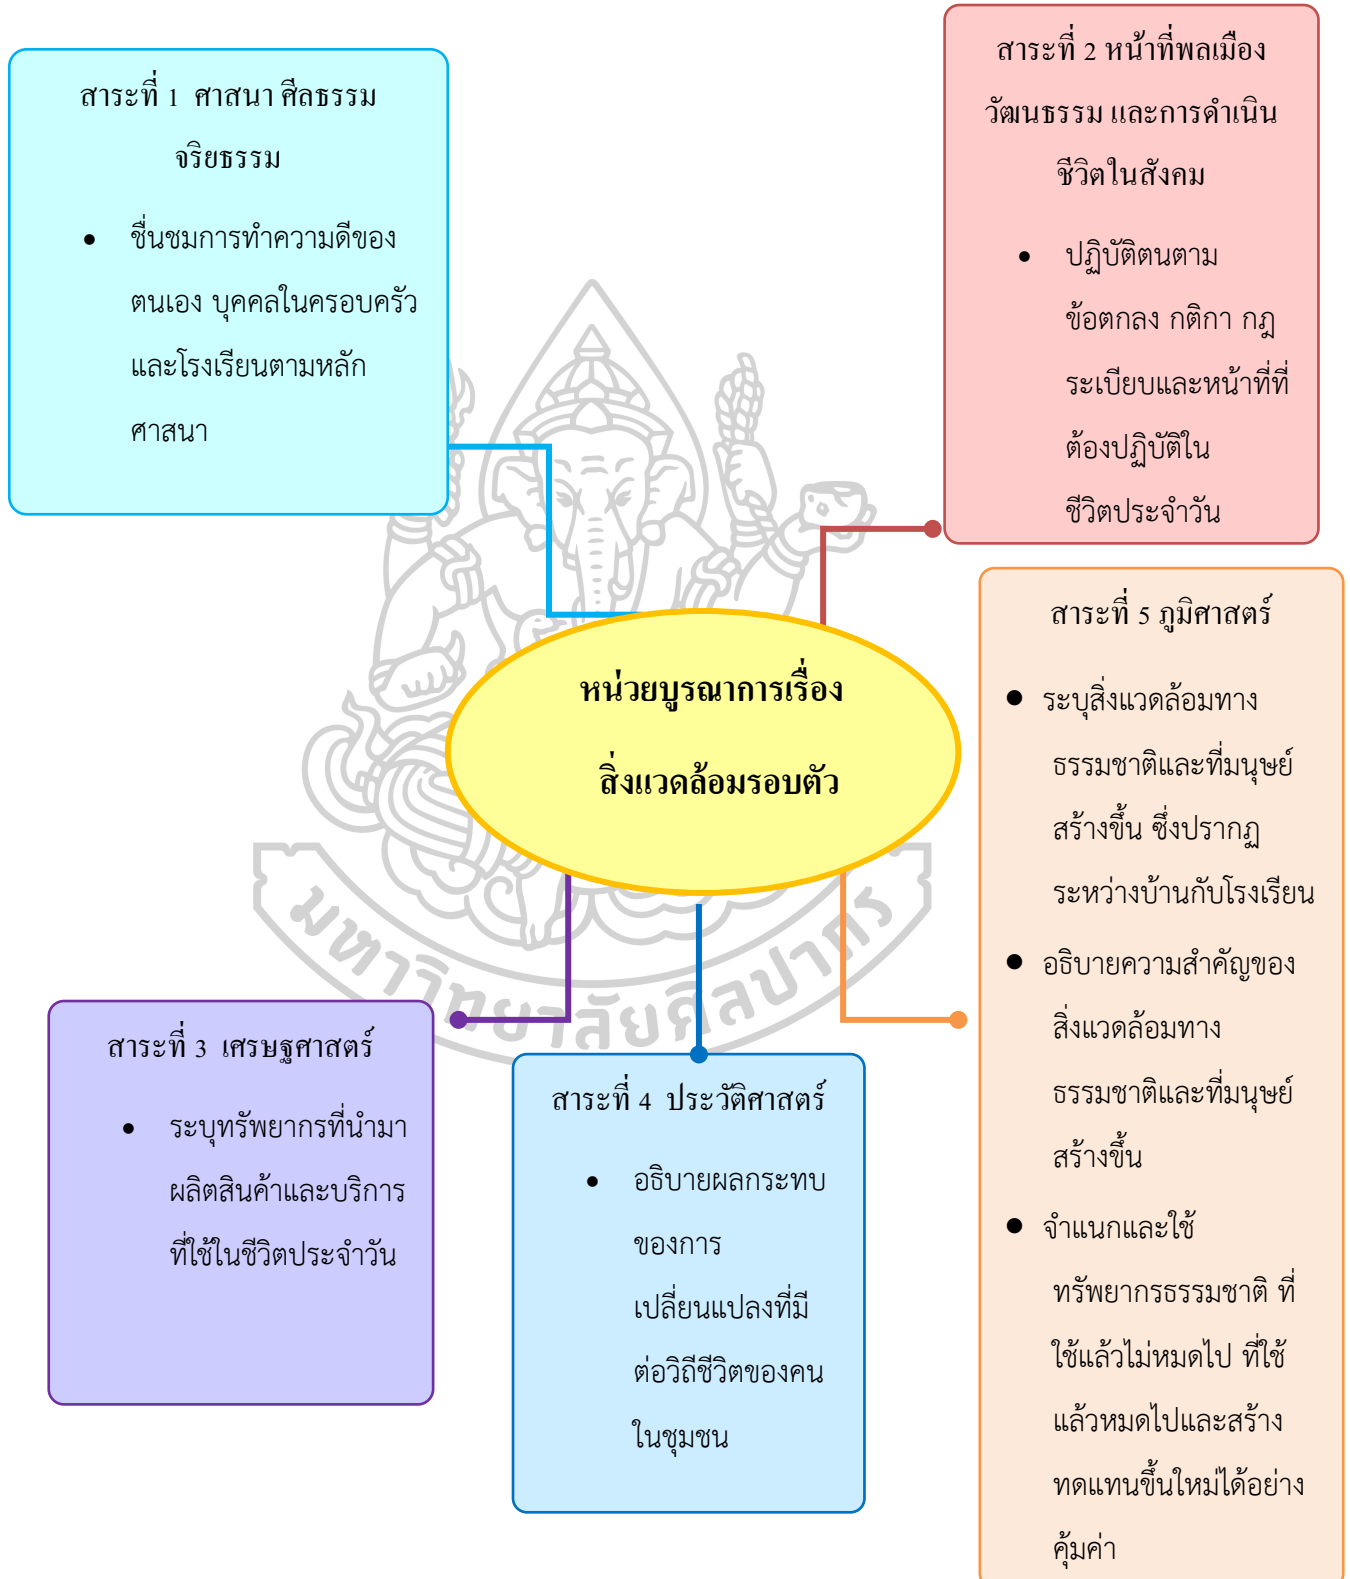 สาระที่ 1 ศาสนา ศีลธรรม
จริยธรรม
• ชื่นชมการทำความดีของ
ตนเอง บุคคลในครอบครัว
และโรงเรียนตามหลัก
ศาสนา
สาระที่ 2 หน้าที่พลเมือง
วัฒนธรรม และการดำเนิน
ชีวิตในสังคม
• ปฏิบัติตนตาม
ข้อตกลง กติกา กฎ
ระเบียบและหน้าที่ที่
ต้องปฏิบัติใน
ชีวิตประจำวัน
หน่วยบูรณาการเรื่อง
สิ่งแวดล้อมรอบตัว
สาระที่ 5 ภูมิศาสตร์
● ระบุสิ่งแวดล้อมทาง
ธรรมชาติและที่มนุษย์
สร้างขึ้น ซึ่งปรากฏ
ระหว่างบ้านกับโรงเรียน
● อธิบายความสำคัญของ
สิ่งแวดล้อมทาง
ธรรมชาติและที่มนุษย์
สร้างขึ้น
● จำแนกและใช้
ทรัพยากรธรรมชาติ ที่
ใช้แล้วไม่หมดไป ที่ใช้
แล้วหมดไปและสร้าง
ทดแทนขึ้นใหม่ได้อย่าง
คุ้มค่า
มหาวิทยาลัยศิลปากร
สาระที่ 3 เศรษฐศาสตร์
• ระบุทรัพยากรที่นำมา
ผลิตสินค้าและบริการ
ที่ใช้ในชีวิตประจำวัน
สาระที่ 4 ประวัติศาสตร์
• อธิบายผลกระทบ
ของการ
เปลี่ยนแปลงที่มี
ต่อวิถีชีวิตของคน
ในชุมชน